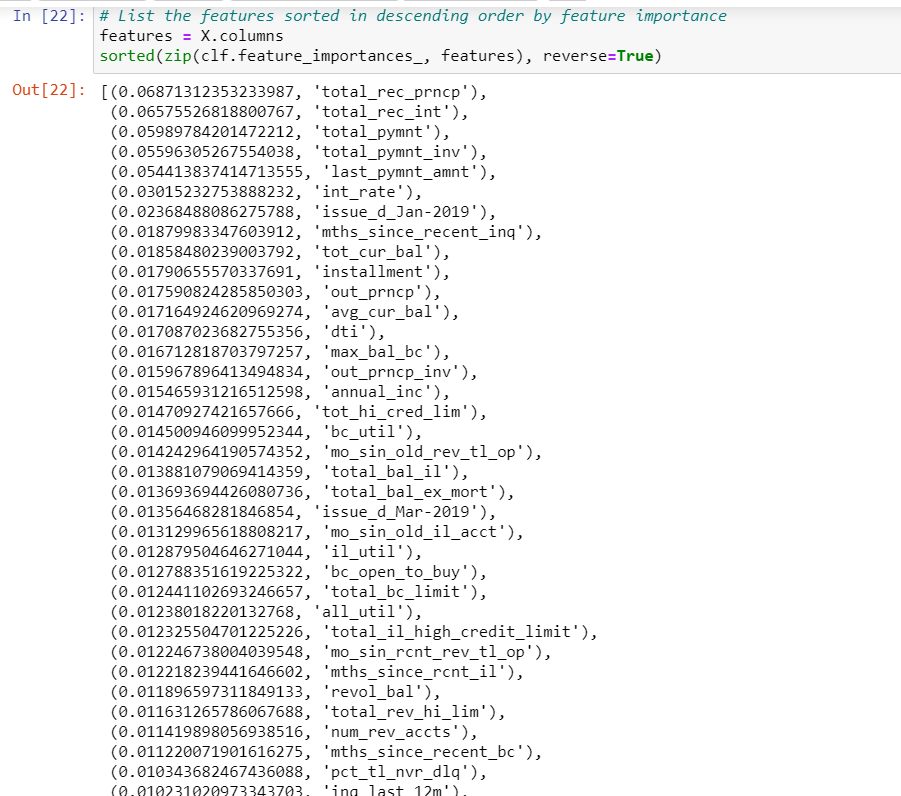 In [22]: # List the features sorted in descending order by feature importance
features = X.columns
sorted(zip(clf.feature_importances_, features), reverse=True)
Out[22]: [(0.06871312353233987, 'total_rec_prncp'),
(0.06575526818800767, 'total_rec_int'),
(0.05989784201472212, 'total_pymnt'),
(0.05596305267554038, 'total_pymnt_inv'),
(0.054413837414713555, 'last_pymnt_amnt'),
(0.03015232753888232, 'int_rate'),
(0.02368488086275788, 'issue_d_Jan-2019'),
(0.01879983347603912, 'mths_since_recent_inq'),
(0.01858480239003792, 'tot_cur_bal'),
(0.01790655570337691, 'installment'),
(0.017590824285850303, 'out_prncp'),
(0.017164924620969274, 'avg_cur_bal'),
(0.017087023682755356, 'dti'),
(0.016712818703797257, 'max_bal_bc'),
(0.015967896413494834, 'out_prncp_inv'),
(0.015465931216512598, 'annual_inc'),
(0.01470927421657666, 'tot_hi_cred_lim'),
(0.014500946099952344, 'bc_util'),
(0.014242964190574352, 'mo_sin_old_rev_tl_op'),
(0.013881079069414359, 'total_bal_il'),
(0.013693694426080736, 'total_bal_ex_mort'),
(0.01356468281846854, 'issue_d_Mar-2019'),
(0.013129965618808217, 'mo_sin_old_il_acct'),
(0.012879504646271044, 'il_util'),
(0.012788351619225322, 'bc_open_to_buy'),
(0.012441102693246657, 'total_bc_limit'),
(0.01238018220132768, 'all_util'),
(0.012325504701225226, 'total_il_high_credit_limit'),
(0.012246738004039548, 'mo_sin_rcnt_rev_tl_op'),
(0.012218239441646602, 'mths_since_rcnt_il'),
(0.011896597311849133, 'revol_bal'),
(0.011631265786067688, 'total_rev_hi_lim'),
(0.011419898056938516, 'num_rev_accts'),
(0.011220071901616275, 'mths_since_recent_bc'),
(0.010343682467436088, 'pct_tl_nvr_dlq'),
(0.010231020973343703, 'inq_last_12m'),